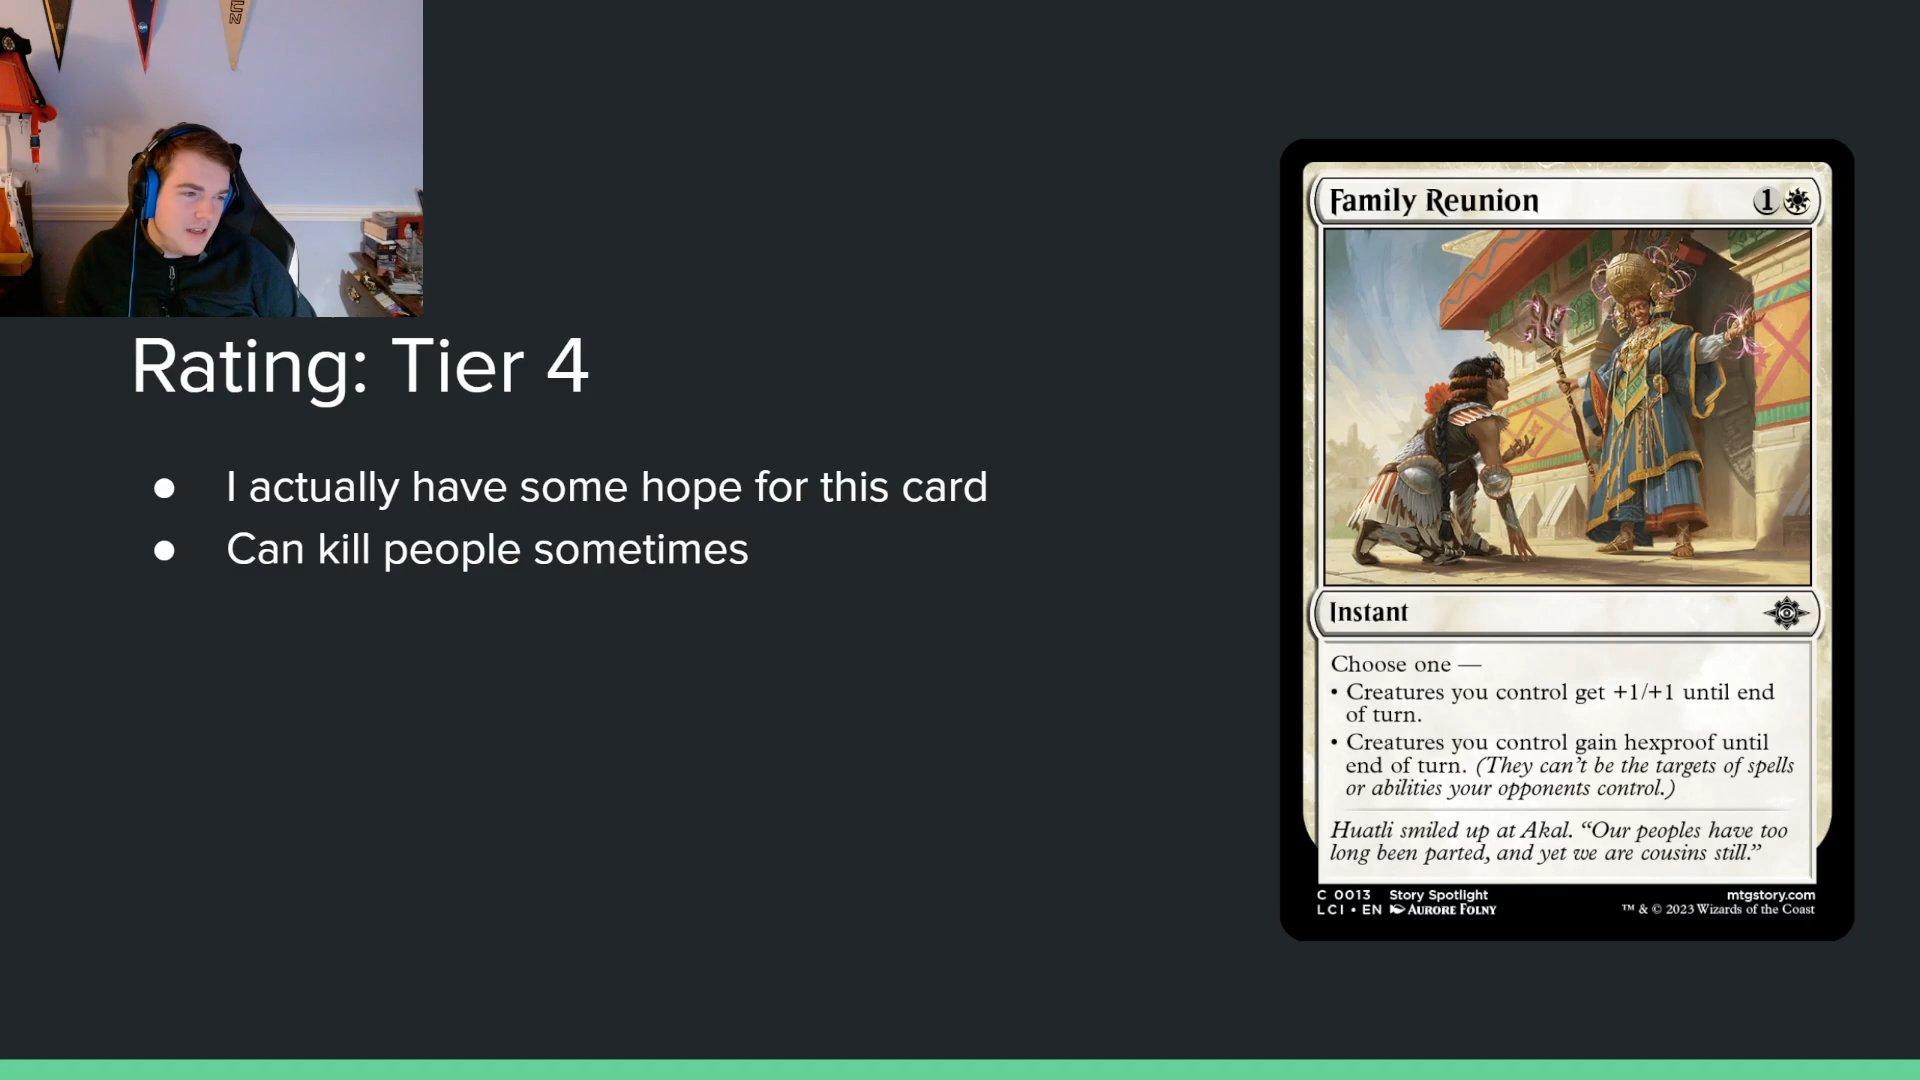 Rating: Tier 4
● I actually have some hope for this card
● Can kill people sometimes
Family Reunion 1
Instant
Choose one —
• Creatures you control get +1/+1 until end
of turn.
• Creatures you control gain hexproof until
end of turn. (They can't be the targets of spells
or abilities your opponents control.)
Huatli smiled up at Akal. “Our peoples have too
long been parted, and yet we are cousins still.”
C 0013 Story Spotlight mtgstory.com
LCI • EN AURORE FOLNY ™ & © 2023 Wizards of the Coast